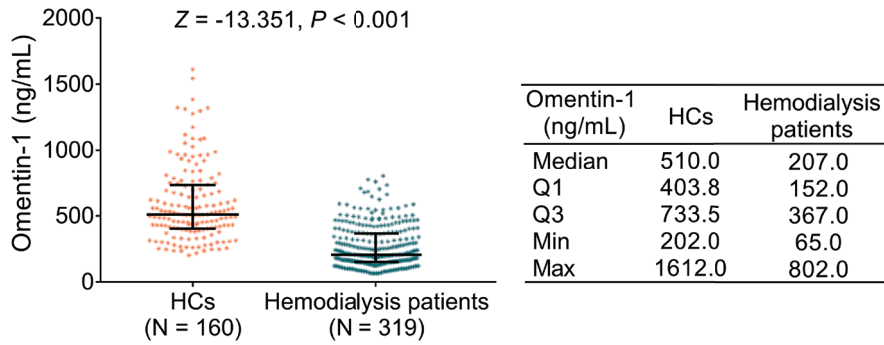 Z = -13.351, P < 0.001
Omentin-1 (ng/mL)
2000
1500
1000
500
0
HCs
(N = 160)
Hemodialysis patients
(N = 319)
Omentin-1 (ng/mL) HCs Hemodialysis patients
Median 510.0 207.0
Q1 403.8 152.0
Q3 733.5 367.0
Min 202.0 65.0
Max 1612.0 802.0